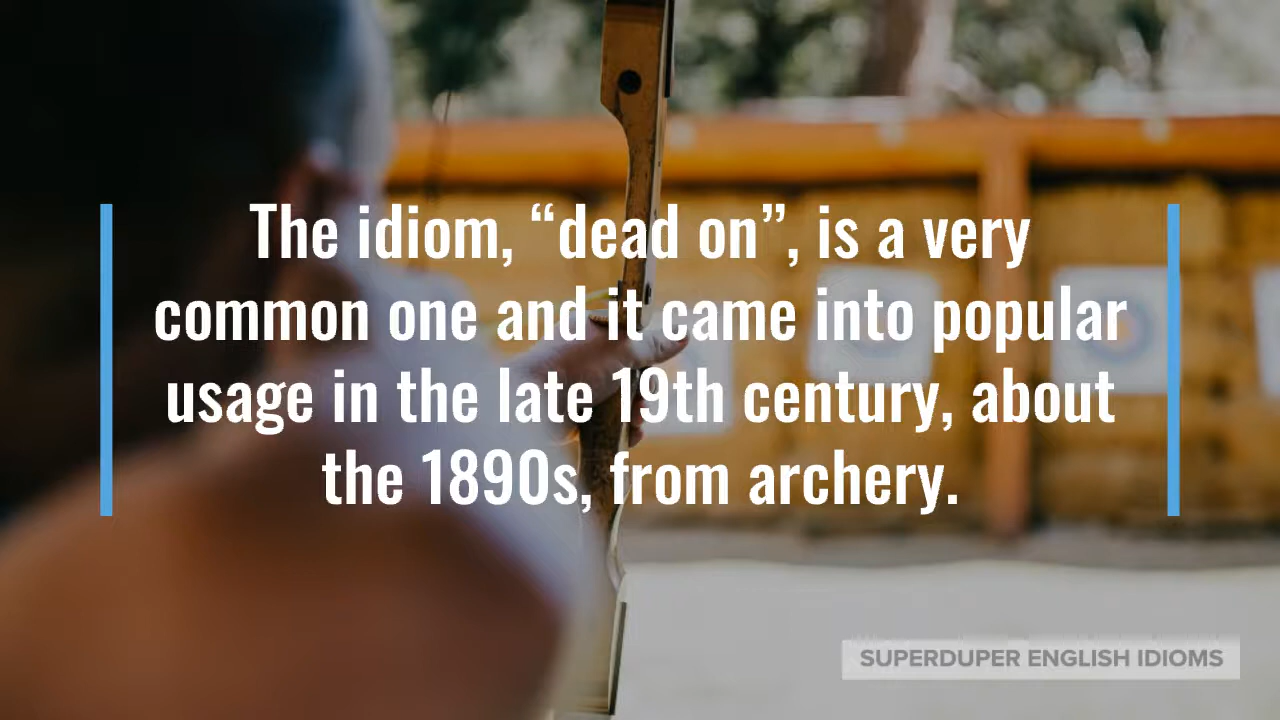 The idiom, “dead on”, is a very
common one and it came into popular
usage in the late 19th century, about
the 1890s, from archery.
SUPERDUPER ENGLISH IDIOMS